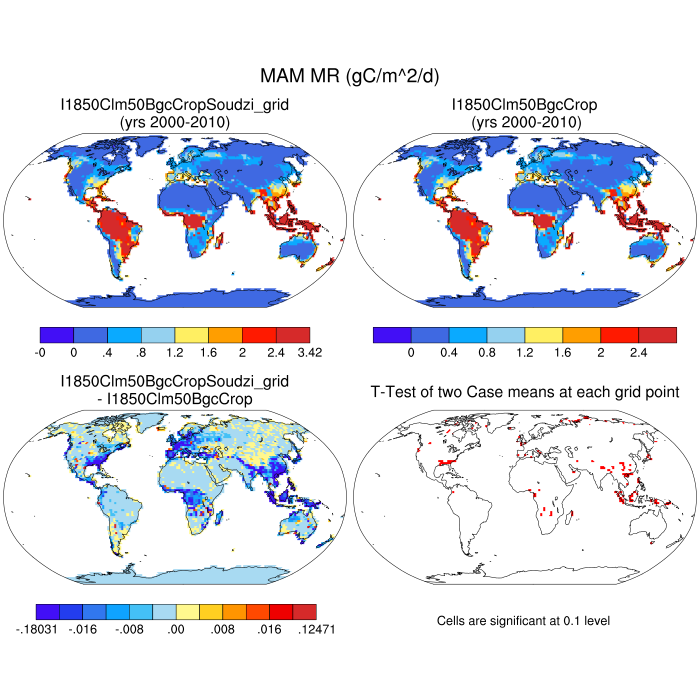 MAM MR (gC/m^2/d)
I1850Clm50BgcCropSoudzi_grid
(yrs 2000-2010)
I1850Clm50BgcCrop
(yrs 2000-2010)
-0 0 .4 .8 1.2 1.6 2 2.4 3.42
0 0.4 0.8 1.2 1.6 2 2.4
I1850Clm50BgcCropSoudzi_grid
- I1850Clm50BgcCrop
T-Test of two Case means at each grid point
-.18031 -.016 -.008 .00 .008 .016 .12471
Cells are significant at 0.1 level